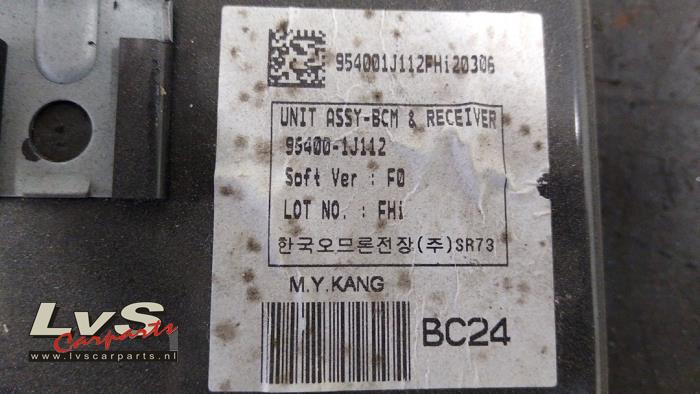 954001J112FHi20306
UNIT ASSY-BCM & RECEIVER
95400-1J112
Soft Ver : F0
LOT NO. : FHi
한국오므론전장(주)SR73
M.Y.KANG
BC24
LvS
Carparts
www.lvscarparts.nl